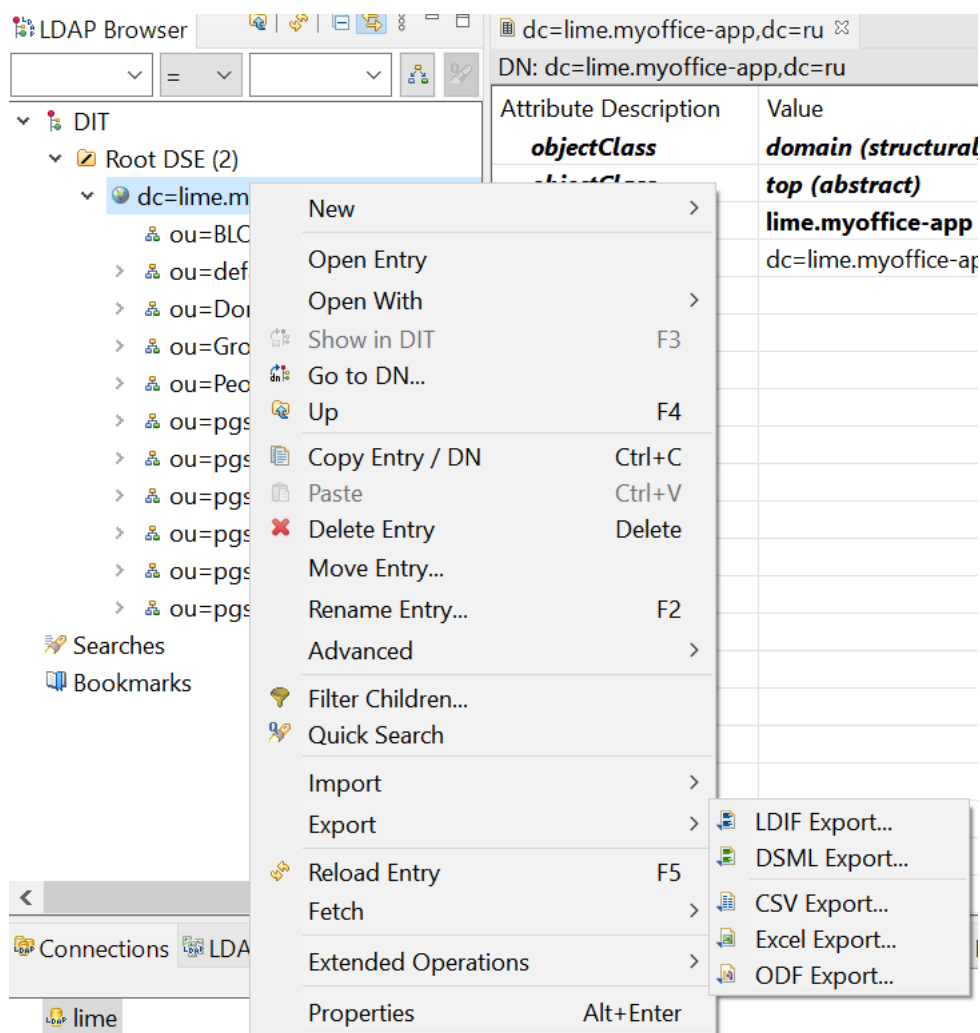 LDAP Browser
=
DIT
Root DSE (2)
dc=lime.m
ou=BLC
ou=def
ou=Do
ou=Gro
ou=Peo
ou=pgs
ou=pgs
ou=pgs
ou=pgs
ou=pgs
ou=pgs
Searches
Bookmarks
Connections
LDA
lime
dc=lime.myoffice-app,dc=ru
DN: dc=lime.myoffice-app,dc=ru
Attribute Description Value
objectClass domain (structural
objectClass top (abstract)
lime.myoffice-app
dc=lime.myoffice-ap
New
Open Entry
Open With
Show in DIT F3
Go to DN...
Up F4
Copy Entry / DN Ctrl+C
Paste Ctrl+V
Delete Entry Delete
Move Entry...
Rename Entry... F2
Advanced
Filter Children...
Quick Search
Import
Export
Reload Entry F5
Fetch
Extended Operations
Properties Alt+Enter
LDIF Export...
DSML Export...
CSV Export...
Excel Export...
ODF Export...